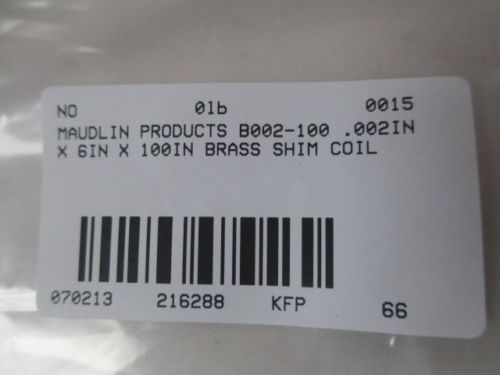 NO 01b 0015
MAUDLIN PRODUCTS B002-100 .002IN
X 6IN X 100IN BRASS SHIM COIL
070213 216288 KFP 66